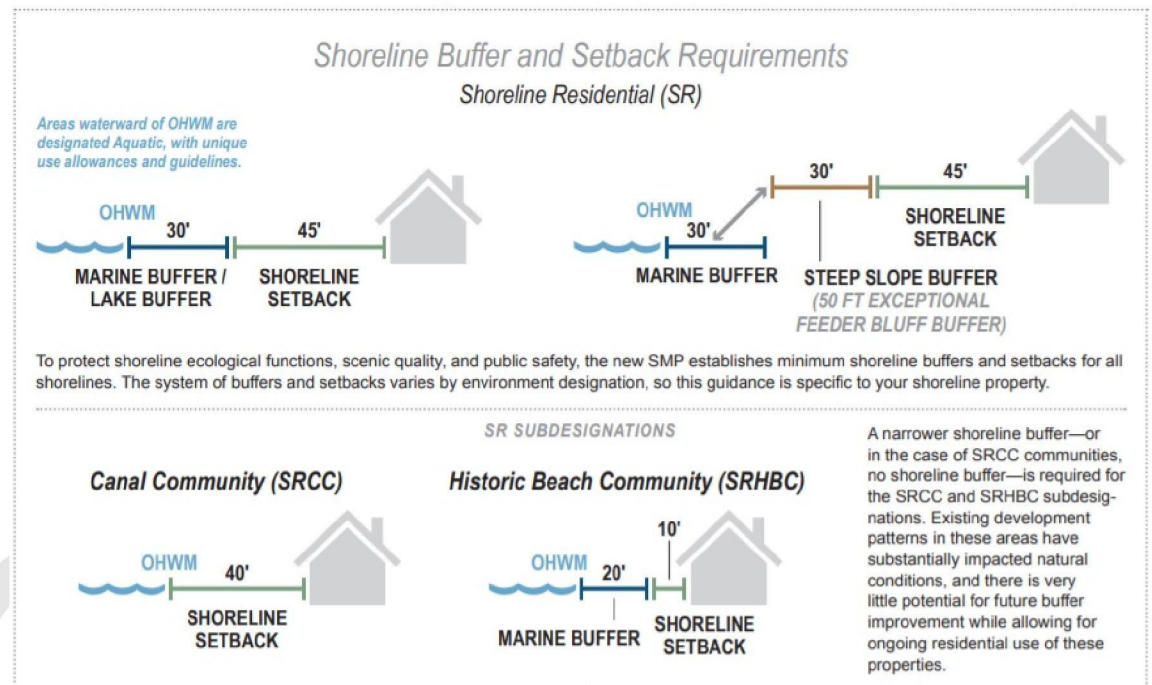 Shoreline Buffer and Setback Requirements
Shoreline Residential (SR)
Areas waterward of OHWM are
designated Aquatic, with unique
use allowances and guidelines.
OHWM
30'
45'
MARINE BUFFER /
LAKE BUFFER
SHORELINE
SETBACK
OHWM
30'
MARINE BUFFER
30'
STEEP SLOPE BUFFER
(50 FT EXCEPTIONAL
FEEDER BLUFF BUFFER)
45'
SHORELINE
SETBACK
To protect shoreline ecological functions, scenic quality, and public safety, the new SMP establishes minimum shoreline buffers and setbacks for all
shorelines. The system of buffers and setbacks varies by environment designation, so this guidance is specific to your shoreline property.
SR SUBDESIGNATIONS
Canal Community (SRCC)
OHWM
40'
SHORELINE
SETBACK
Historic Beach Community (SRHBC)
OHWM
20'
10'
MARINE BUFFER
SHORELINE
SETBACK
A narrower shoreline buffer—or
in the case of SRCC communities,
no shoreline buffer—is required for
the SRCC and SRHBC subdesig-
nations. Existing development
patterns in these areas have
substantially impacted natural
conditions, and there is very
little potential for future buffer
improvement while allowing for
ongoing residential use of these
properties.